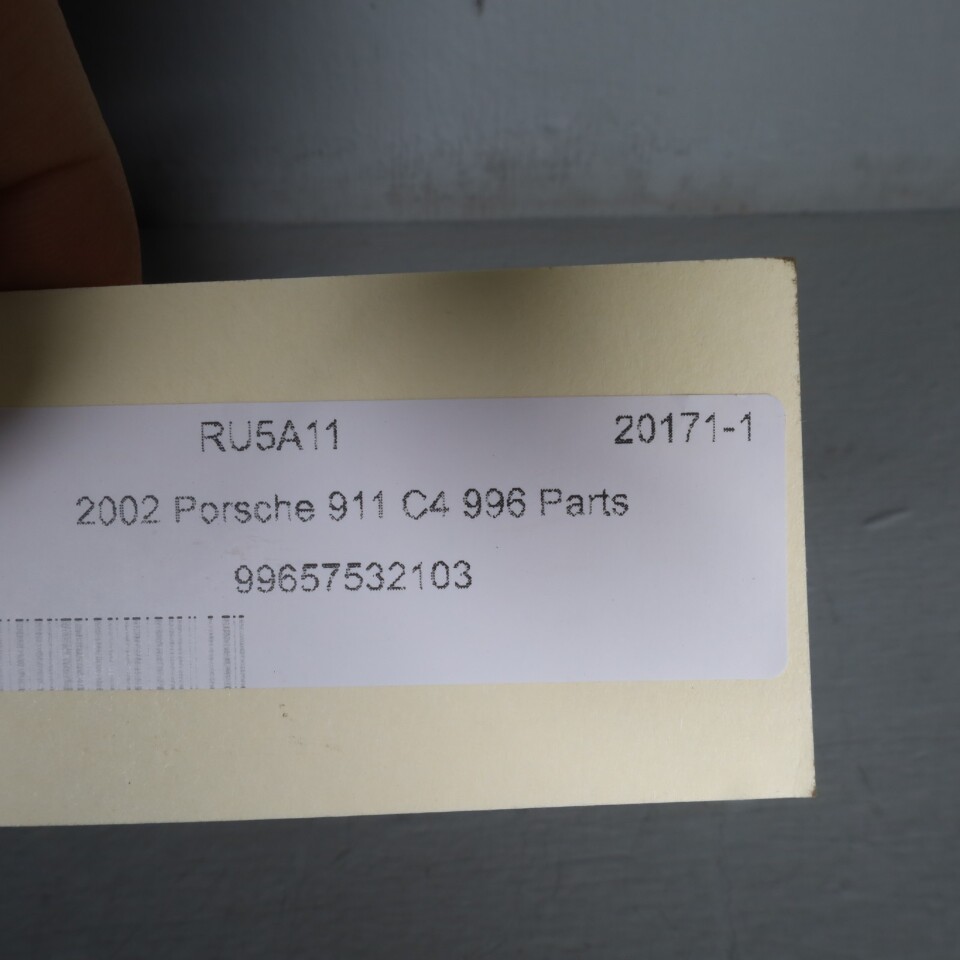 RU5A11 20171-1
2002 Porsche 911 C4 996 Parts
99657532103